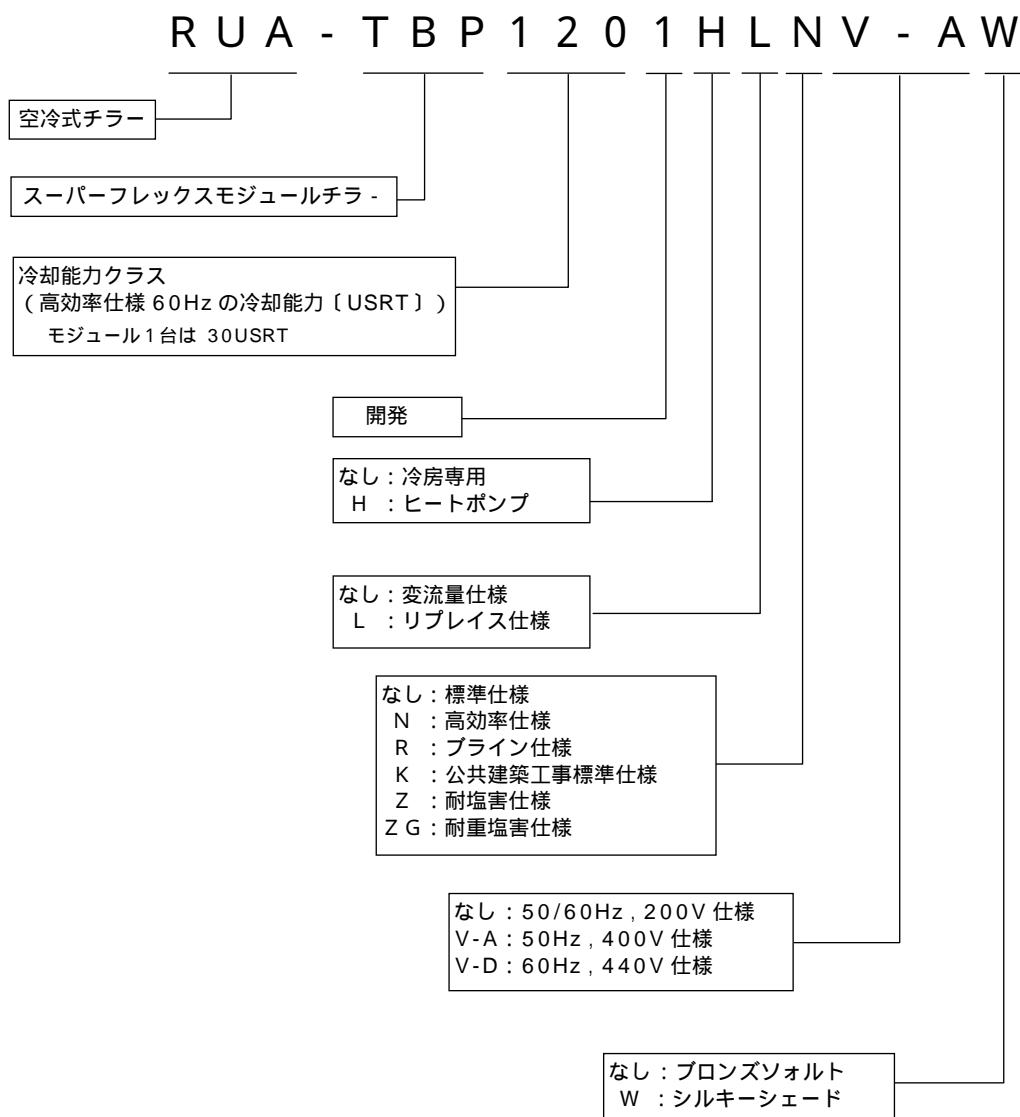 RUA-TBP1201HLNV-AW
空冷式チラー
スーパーフレックスモジュールチラ-
冷却能力クラス
(高効率仕様 60Hz の冷却能力〔USRT〕)
モジュール1台は 30USRT
開発
なし:冷房専用
H :ヒートポンプ
なし:変流量仕様
L :リプレイス仕様
なし:標準仕様
N :高効率仕様
R :ブライン仕様
K :公共建築工事標準仕様
Z :耐塩害仕様
ZG:耐重塩害仕様
なし:50/60Hz,200V 仕様
V-A:50Hz,400V 仕様
V-D:60Hz,440V 仕様
なし:ブロンズソォルト
W :シルキーシェード